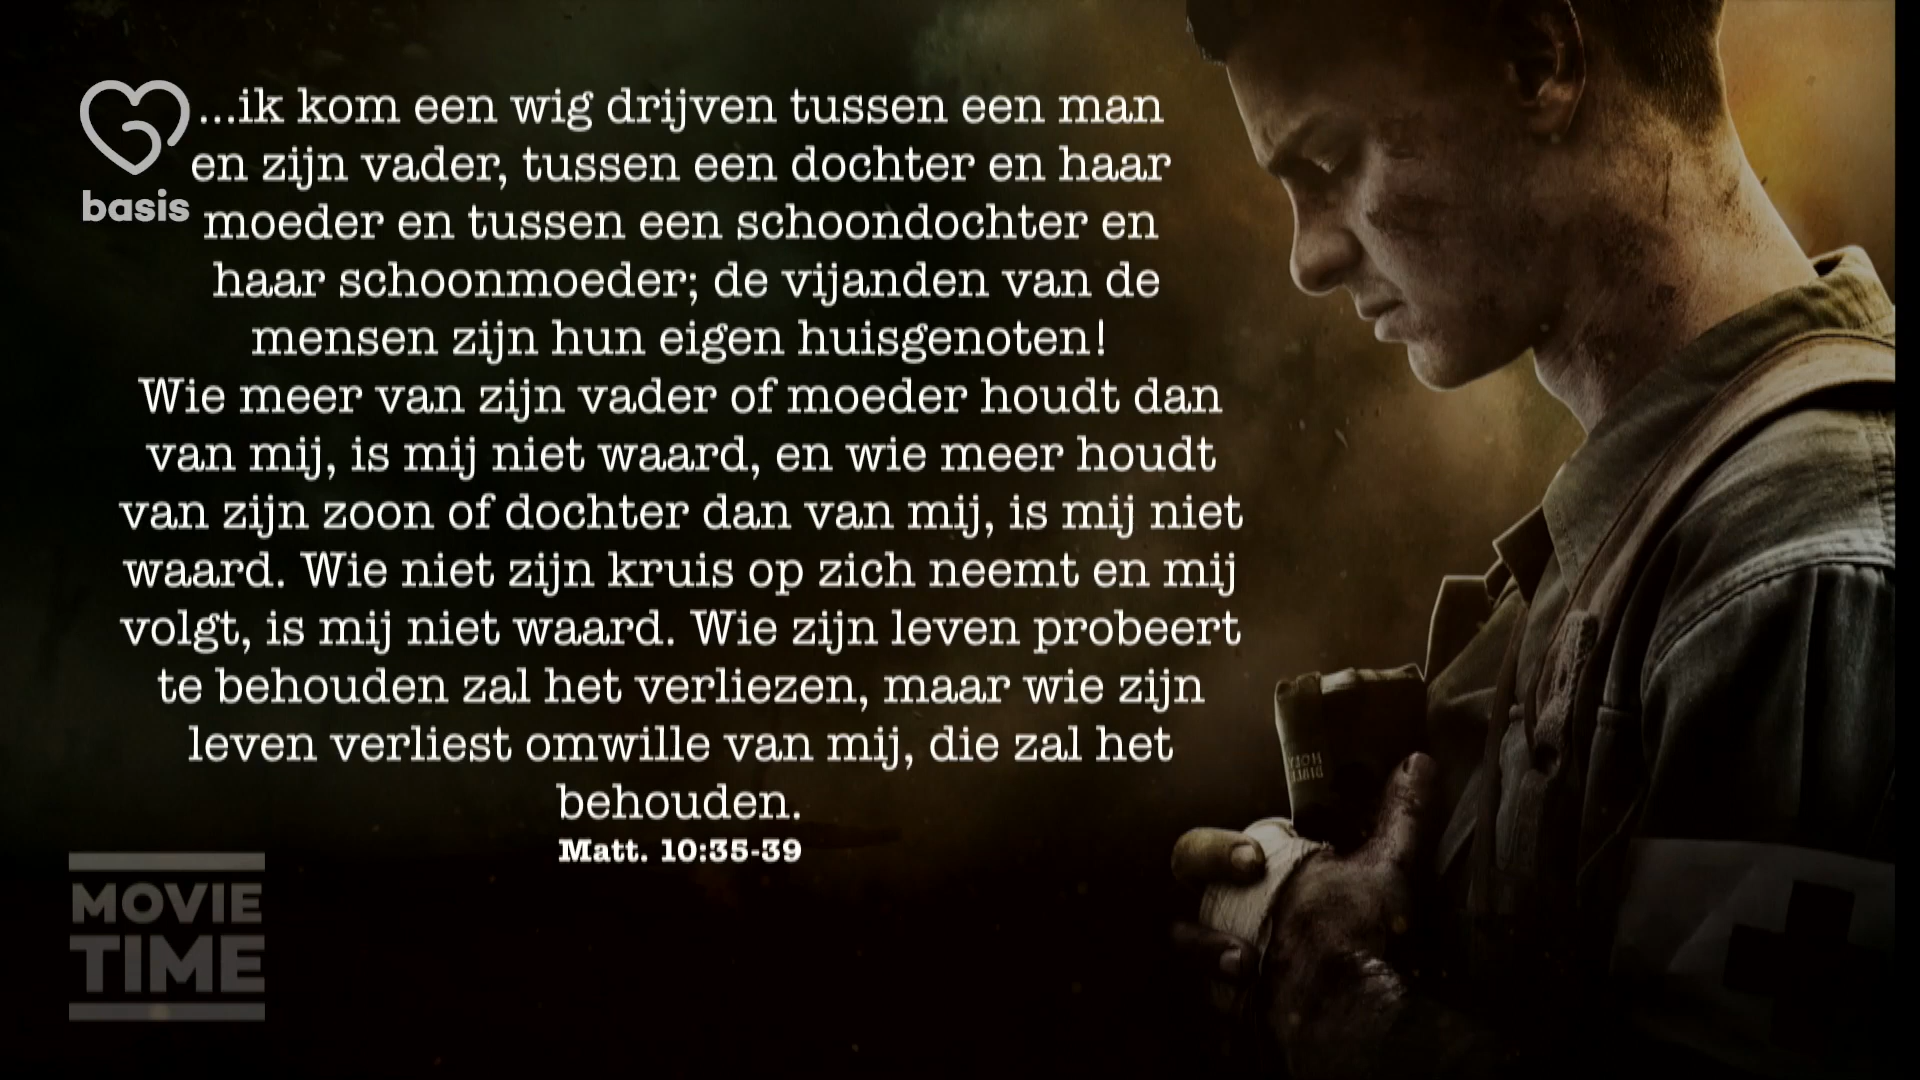 ...ik kom een wig drijven tussen een man
en zijn vader, tussen een dochter en haar
basis
moeder en tussen een schoondochter en
haar schoonmoeder; de vijanden van de
mensen zijn hun eigen huisgenoten!
Wie meer van zijn vader of moeder houdt dan
van mij, is mij niet waard, en wie meer houdt
van zijn zoon of dochter dan van mij, is mij niet
waard. Wie niet zijn kruis op zich neemt en mij
volgt, is mij niet waard. Wie zijn leven probeert
te behouden zal het verliezen, maar wie zijn
leven verliest omwille van mij, die zal het
behouden.
Matt. 10:35-39
MOVIE
TIME
HOLY
BIBLE